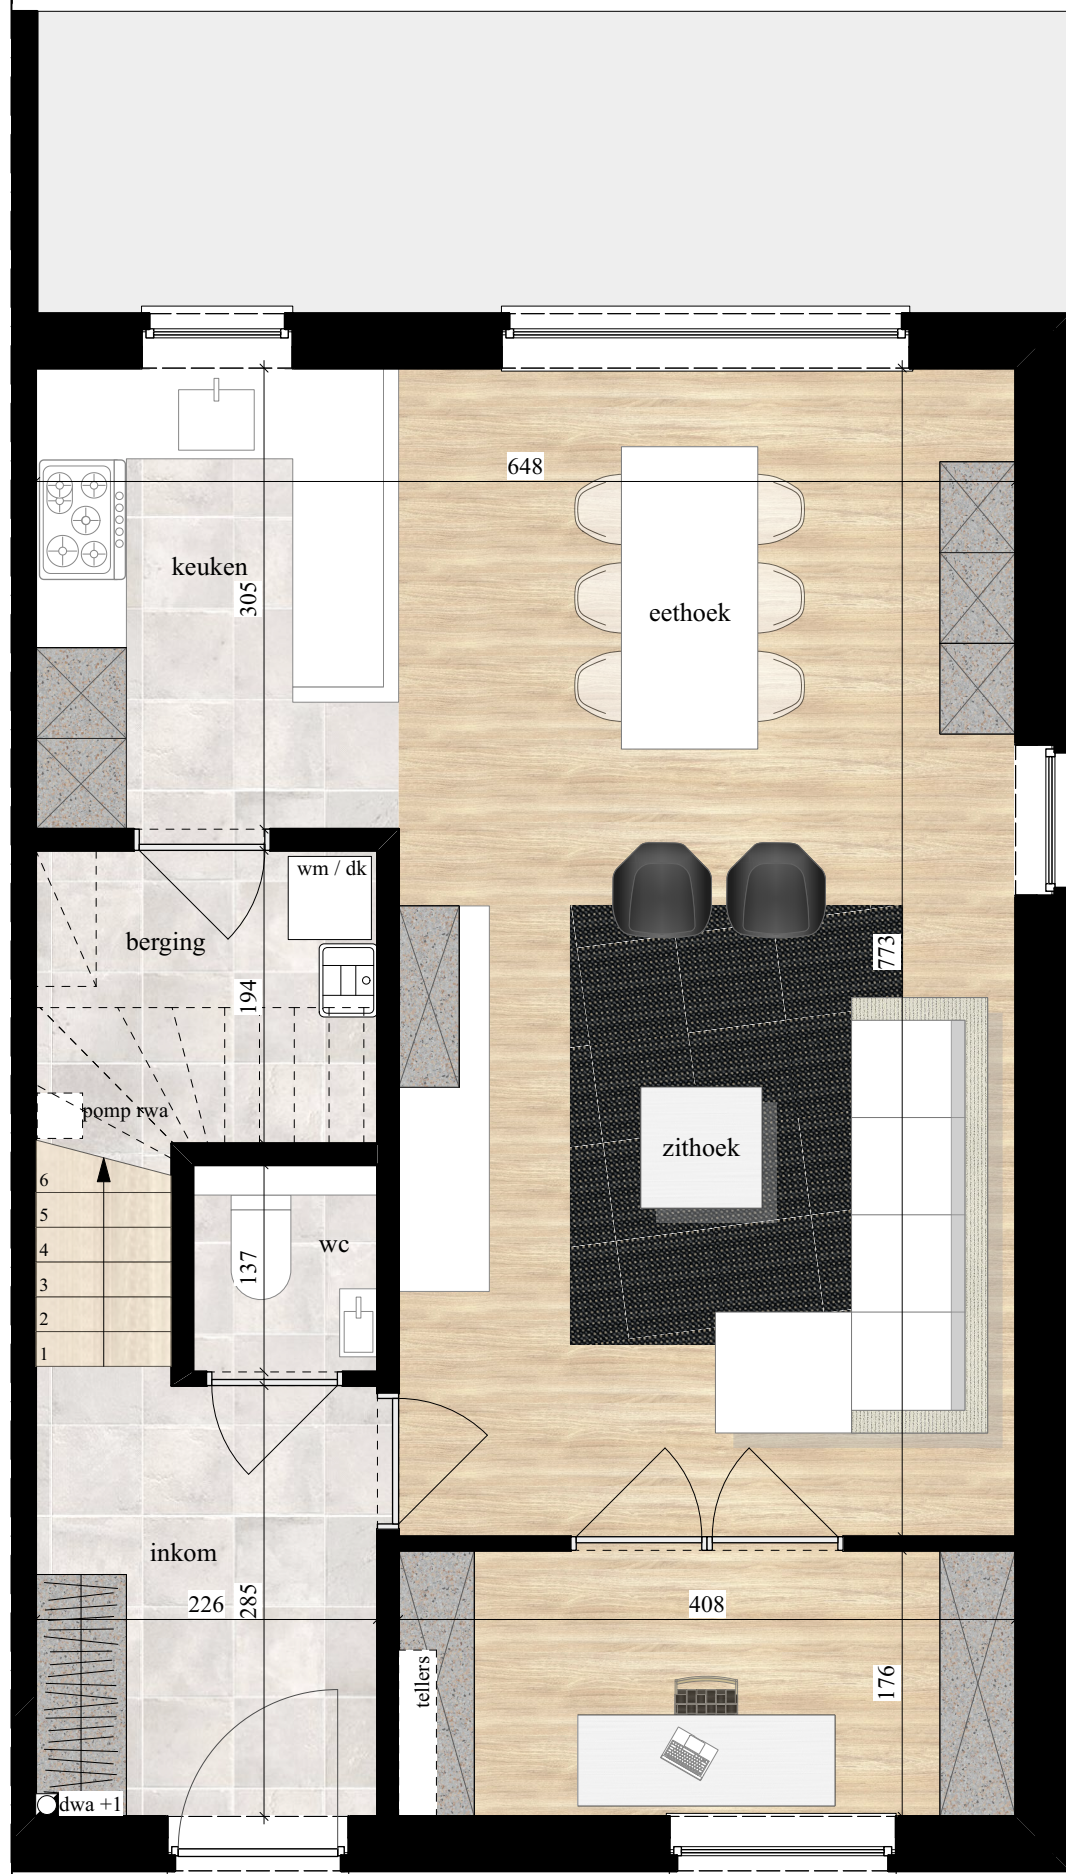 648
keuken
305
eethoek
wm / dk
berging
773
194
pomp rwa
zithoek
6
5
4
3
2
1
wc
137
inkom
226
285
408
tellers
176
dwa +1